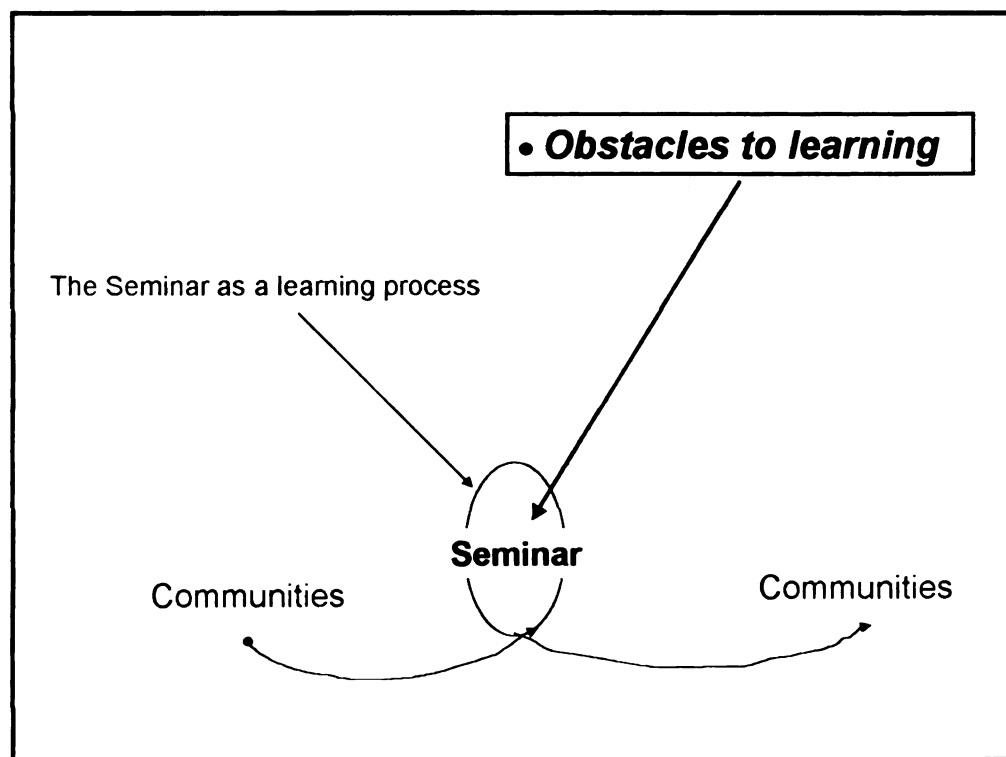 • Obstacles to learning
The Seminar as a learning process
Seminar
Communities
Communities